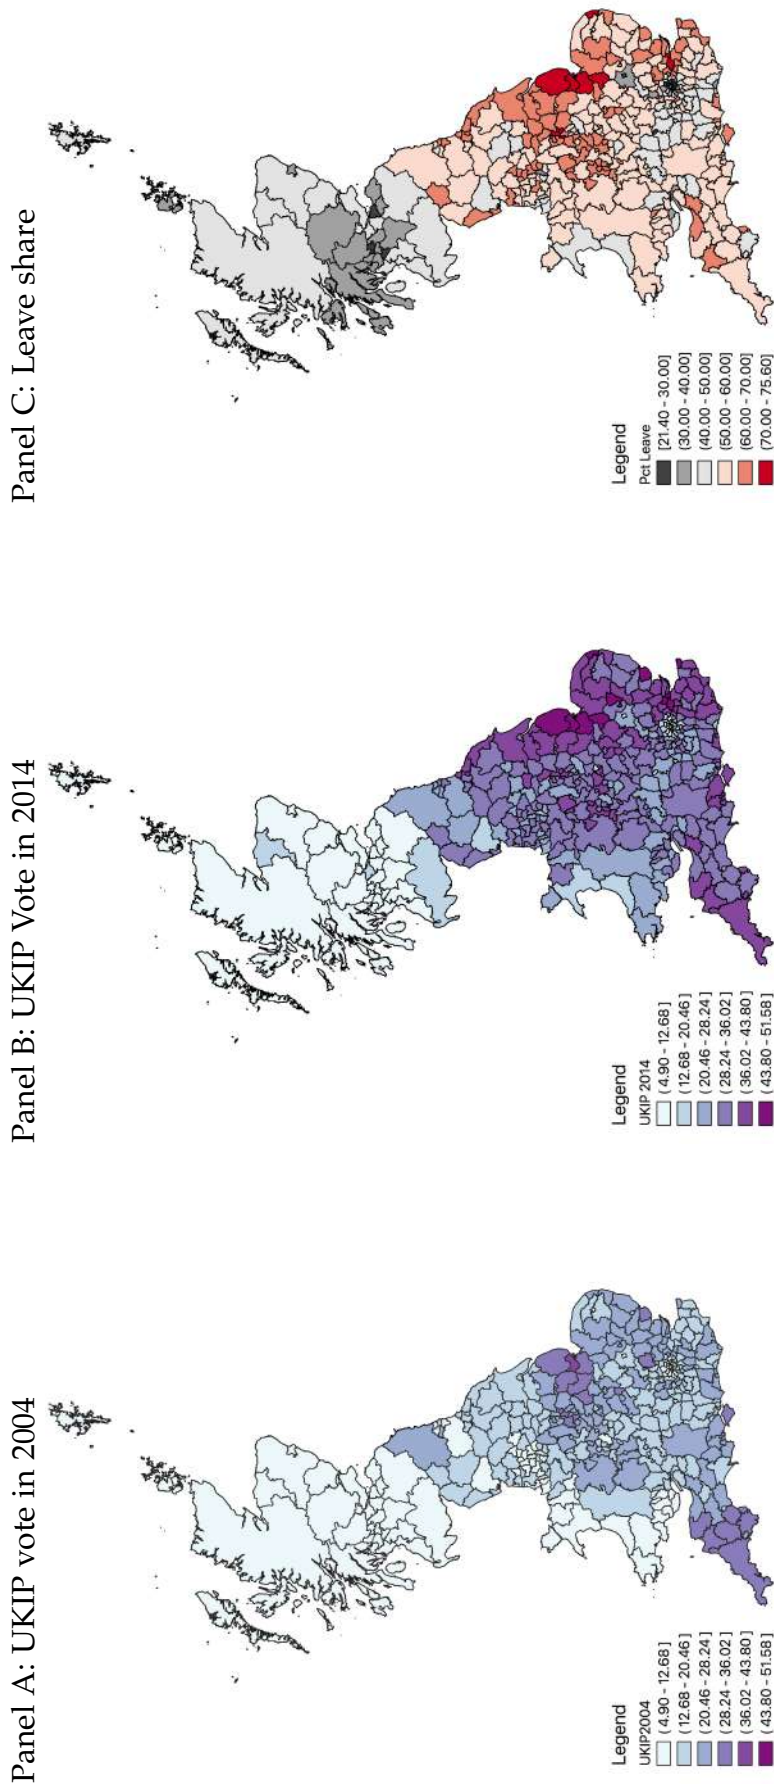 Panel A: UKIP vote in 2004
Legend
UKIP2004
( 4.90 - 12.68 ]
( 12.68 - 20.46 ]
( 20.46 - 28.24 ]
( 28.24 - 36.02 ]
( 36.02 - 43.80 ]
( 43.80 - 51.58 ]
Panel B: UKIP Vote in 2014
Legend
UKIP 2014
( 4.90 - 12.68 ]
( 12.68 - 20.46 ]
( 20.46 - 28.24 ]
( 28.24 - 36.02 ]
( 36.02 - 43.80 ]
( 43.80 - 51.58 ]
Panel C: Leave share
Legend
Pct Leave
[21.40 - 30.00]
(30.00 - 40.00]
(40.00 - 50.00]
(50.00 - 60.00]
(60.00 - 70.00]
(70.00 - 75.60]